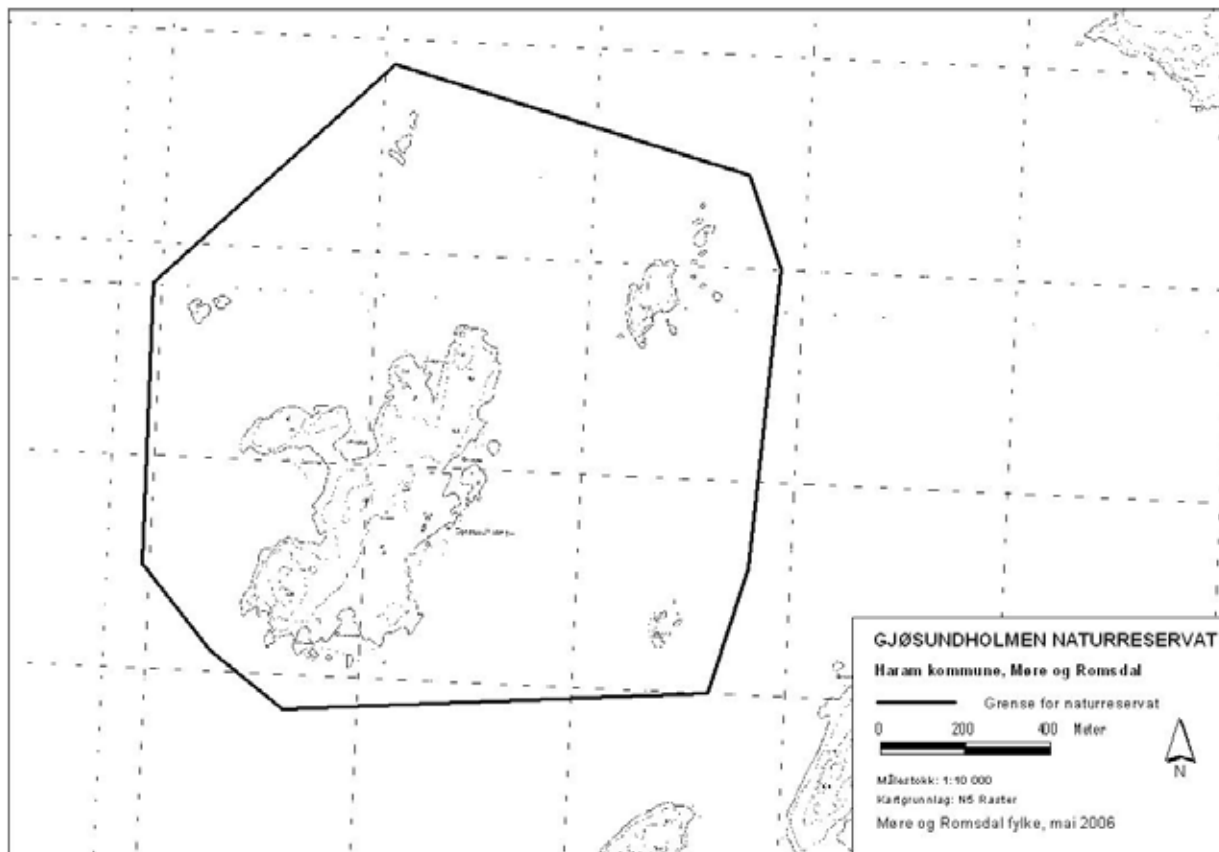 GJØSUNDHOLMEN NATURRESERVAT
Haram kommune, Møre og Romsdal
Grense for naturreservat
0 200 400 Meter
N
Målestokk: 1:10 000
Kartgrunnlag: N5 Raster
Møre og Romsdal fylke, mai 2006